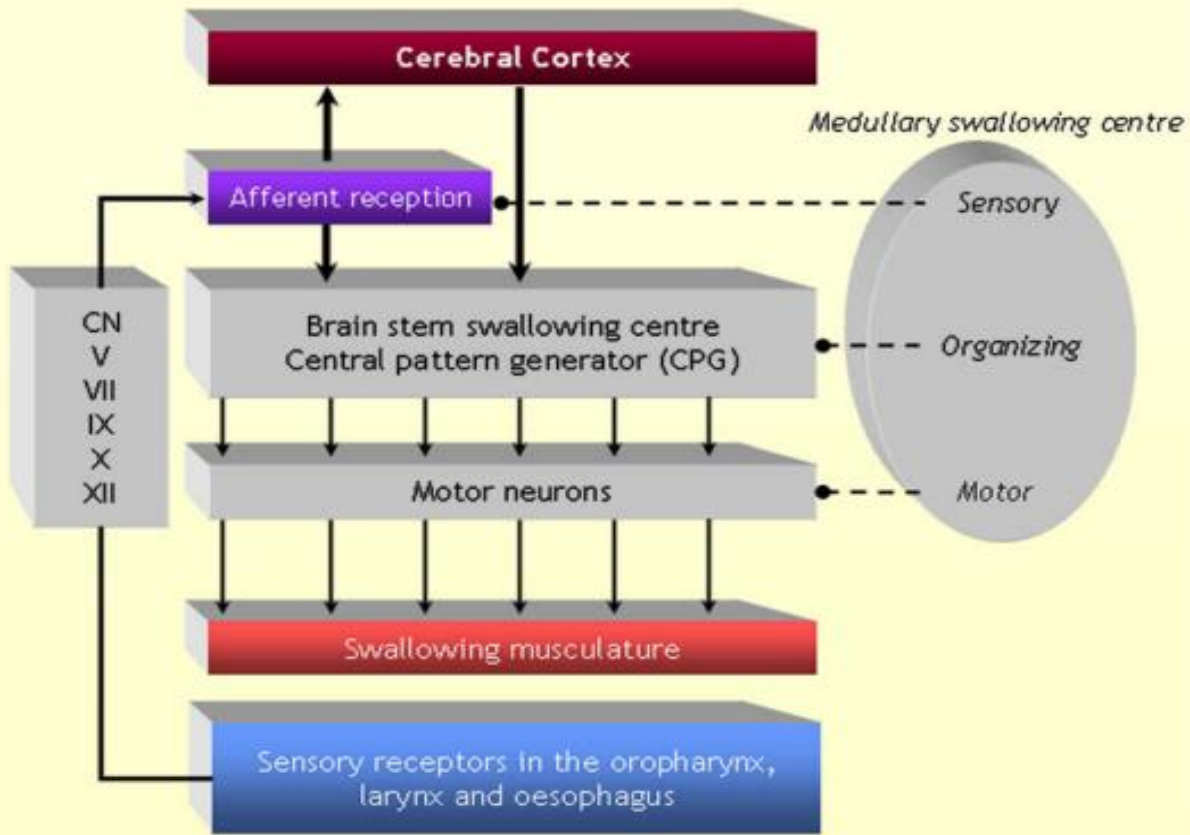 Cerebral Cortex
Medullary swallowing centre
Afferent reception
Sensory
CN
V
VII
IX
X
XII
Brain stem swallowing centre
Central pattern generator (CPG)
Organizing
Motor neurons
Motor
Swallowing musculature
Sensory receptors in the oropharynx,
larynx and oesophagus